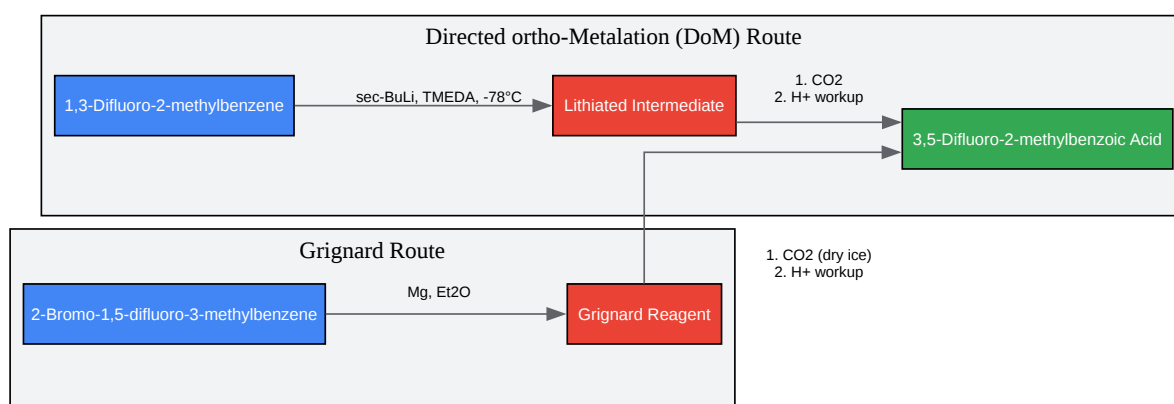 Directed ortho-Metalation (DoM) Route
1,3-Difluoro-2-methylbenzene
sec-BuLi, TMEDA, -78°C
Lithiated Intermediate
1. CO2
2. H+ workup
3,5-Difluoro-2-methylbenzoic Acid
Grignard Route
2-Bromo-1,5-difluoro-3-methylbenzene
Mg, Et2O
Grignard Reagent
1. CO2 (dry ice)
2. H+ workup